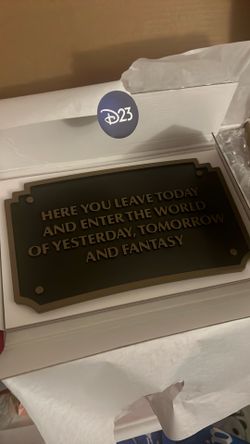 D23
HERE YOU LEAVE TODAY
AND ENTER THE WORLD
OF YESTERDAY, TOMORROW
AND FANTASY